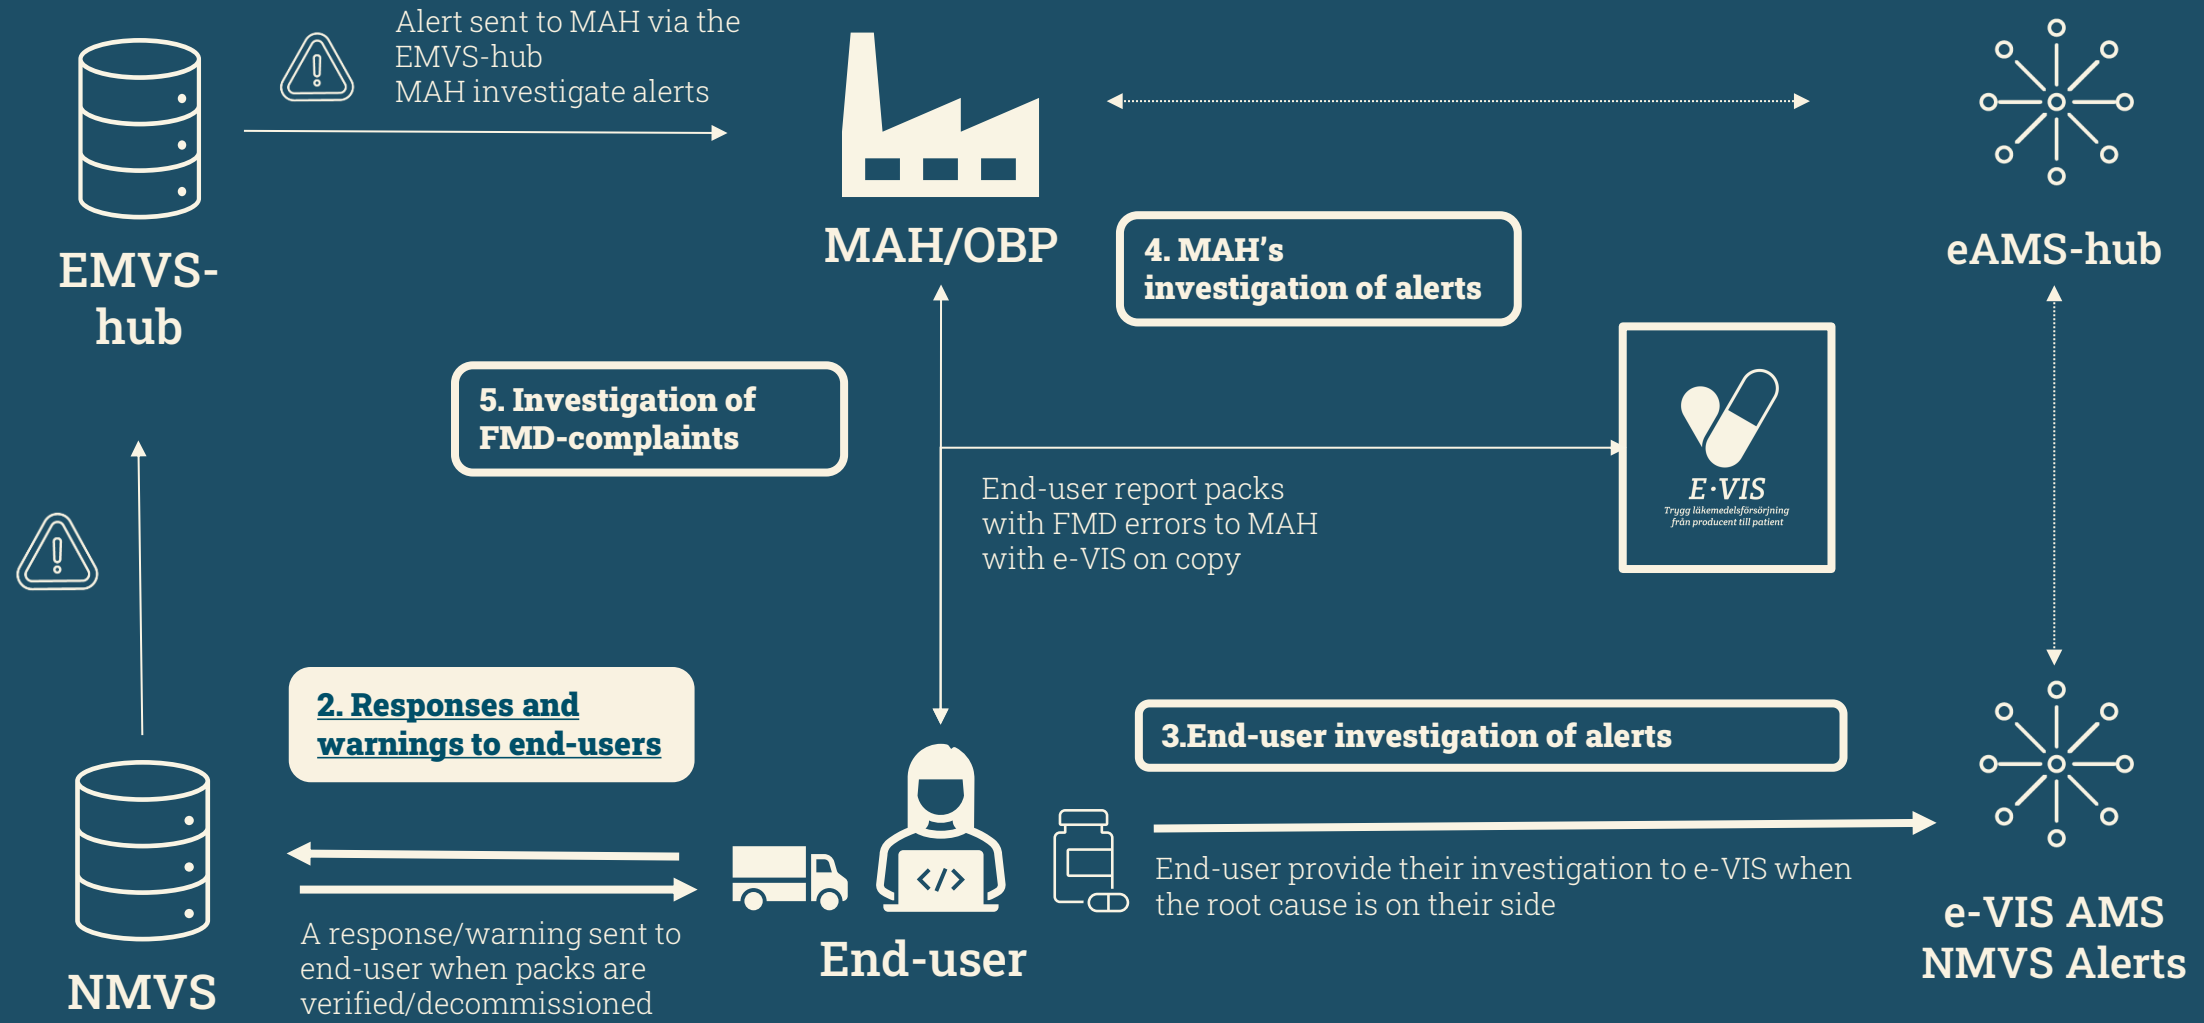 Alert sent to MAH via the
EMVS-hub
MAH investigate alerts
EMVS-
hub
MAH/OBP
4. MAH's
investigation of alerts
eAMS-hub
5. Investigation of
FMD-complaints
End-user report packs
with FMD errors to MAH
with e-VIS on copy
E·VIS
Trygg läkemedelsförsörjning
från producent till patient
2. Responses and
warnings to end-users
3.End-user investigation of alerts
</>
End-user provide their investigation to e-VIS when
the root cause is on their side
A response/warning sent to
end-user when packs are
verified/decommissioned
NMVS
End-user
e-VIS AMS
NMVS Alerts